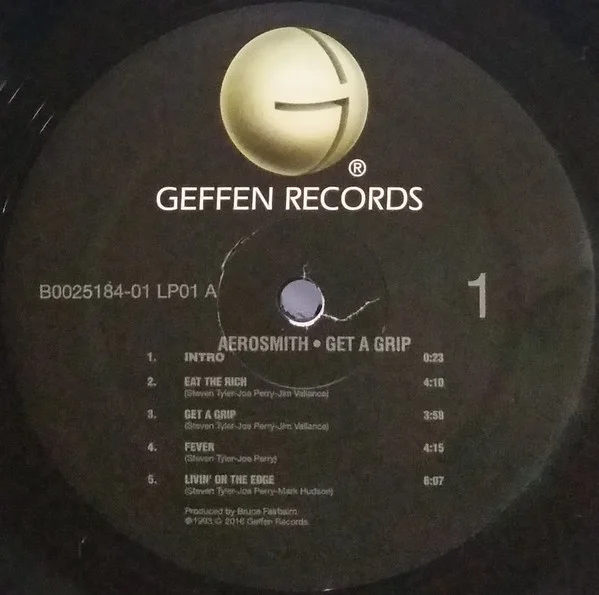 ®
GEFFEN RECORDS
B0025184-01 LP01 A
1
AEROSMITH • GET A GRIP
1. INTRO 0:23
2. EAT THE RICH 4:10
(Steven Tyler-Joe Perry-Jim Vallance)
3. GET A GRIP 3:58
(Steven Tyler-Joe Perry-Jim Vallance)
4. FEVER 4:15
(Steven Tyler-Joe Perry)
5. LIVIN' ON THE EDGE 6:07
(Steven Tyler-Joe Perry-Mark Hudson)
Produced by Bruce Fairbairn.
℗1993 © 2016 Geffen Records.